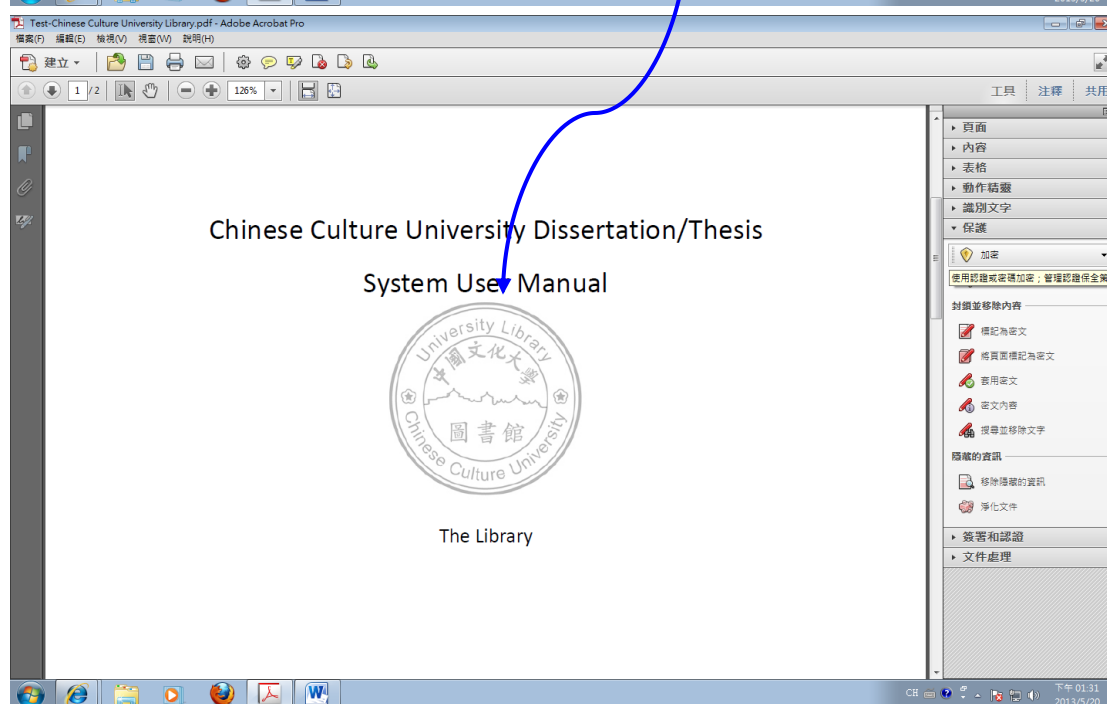 Test-Chinese Culture University Library.pdf - Adobe Acrobat Pro
檔案(F) 編輯(E) 檢視(V) 視窗(W) 說明(H)
建立
1 / 2 126%
工具 注釋 共用
頁面
內容
表格
動作精靈
識別文字
保護
加密
使用認證或密碼加密；管理認證保全
封鎖並移除內容
標記為密文
將頁面標記為密文
套用密文
密文內容
搜尋並移除文字
隱藏的資訊
移除隱藏的資訊
淨化文件
簽署和認證
文件處理
Chinese Culture University Dissertation/Thesis
System User Manual
University Library
中國文化大學
圖書館
Chinese Culture University
The Library
CH
下午 01:31
2013/5/20